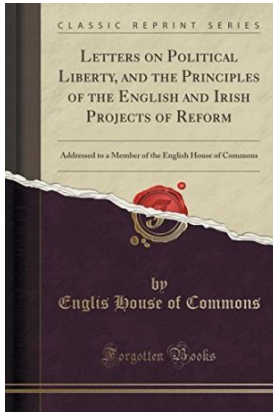 CLASSIC REPRINT SERIES
LETTERS ON POLITICAL
LIBERTY, AND THE PRINCIPLES
OF THE ENGLISH AND IRISH
PROJECTS OF REFORM
Addressed to a Member of the English House of Commons
by
Englis House of Commons
Forgotten Books